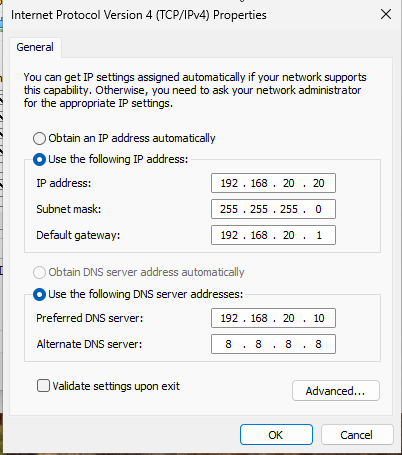 Internet Protocol Version 4 (TCP/IPv4) Properties
General
You can get IP settings assigned automatically if your network supports
this capability. Otherwise, you need to ask your network administrator
for the appropriate IP settings.
Obtain an IP address automatically
Use the following IP address:
IP address: 192 . 168 . 20 . 20
Subnet mask: 255 . 255 . 255 . 0
Default gateway: 192 . 168 . 20 . 1
Obtain DNS server address automatically
Use the following DNS server addresses:
Preferred DNS server: 192 . 168 . 20 . 10
Alternate DNS server: 8 . 8 . 8 . 8
Validate settings upon exit
Advanced...
OK Cancel